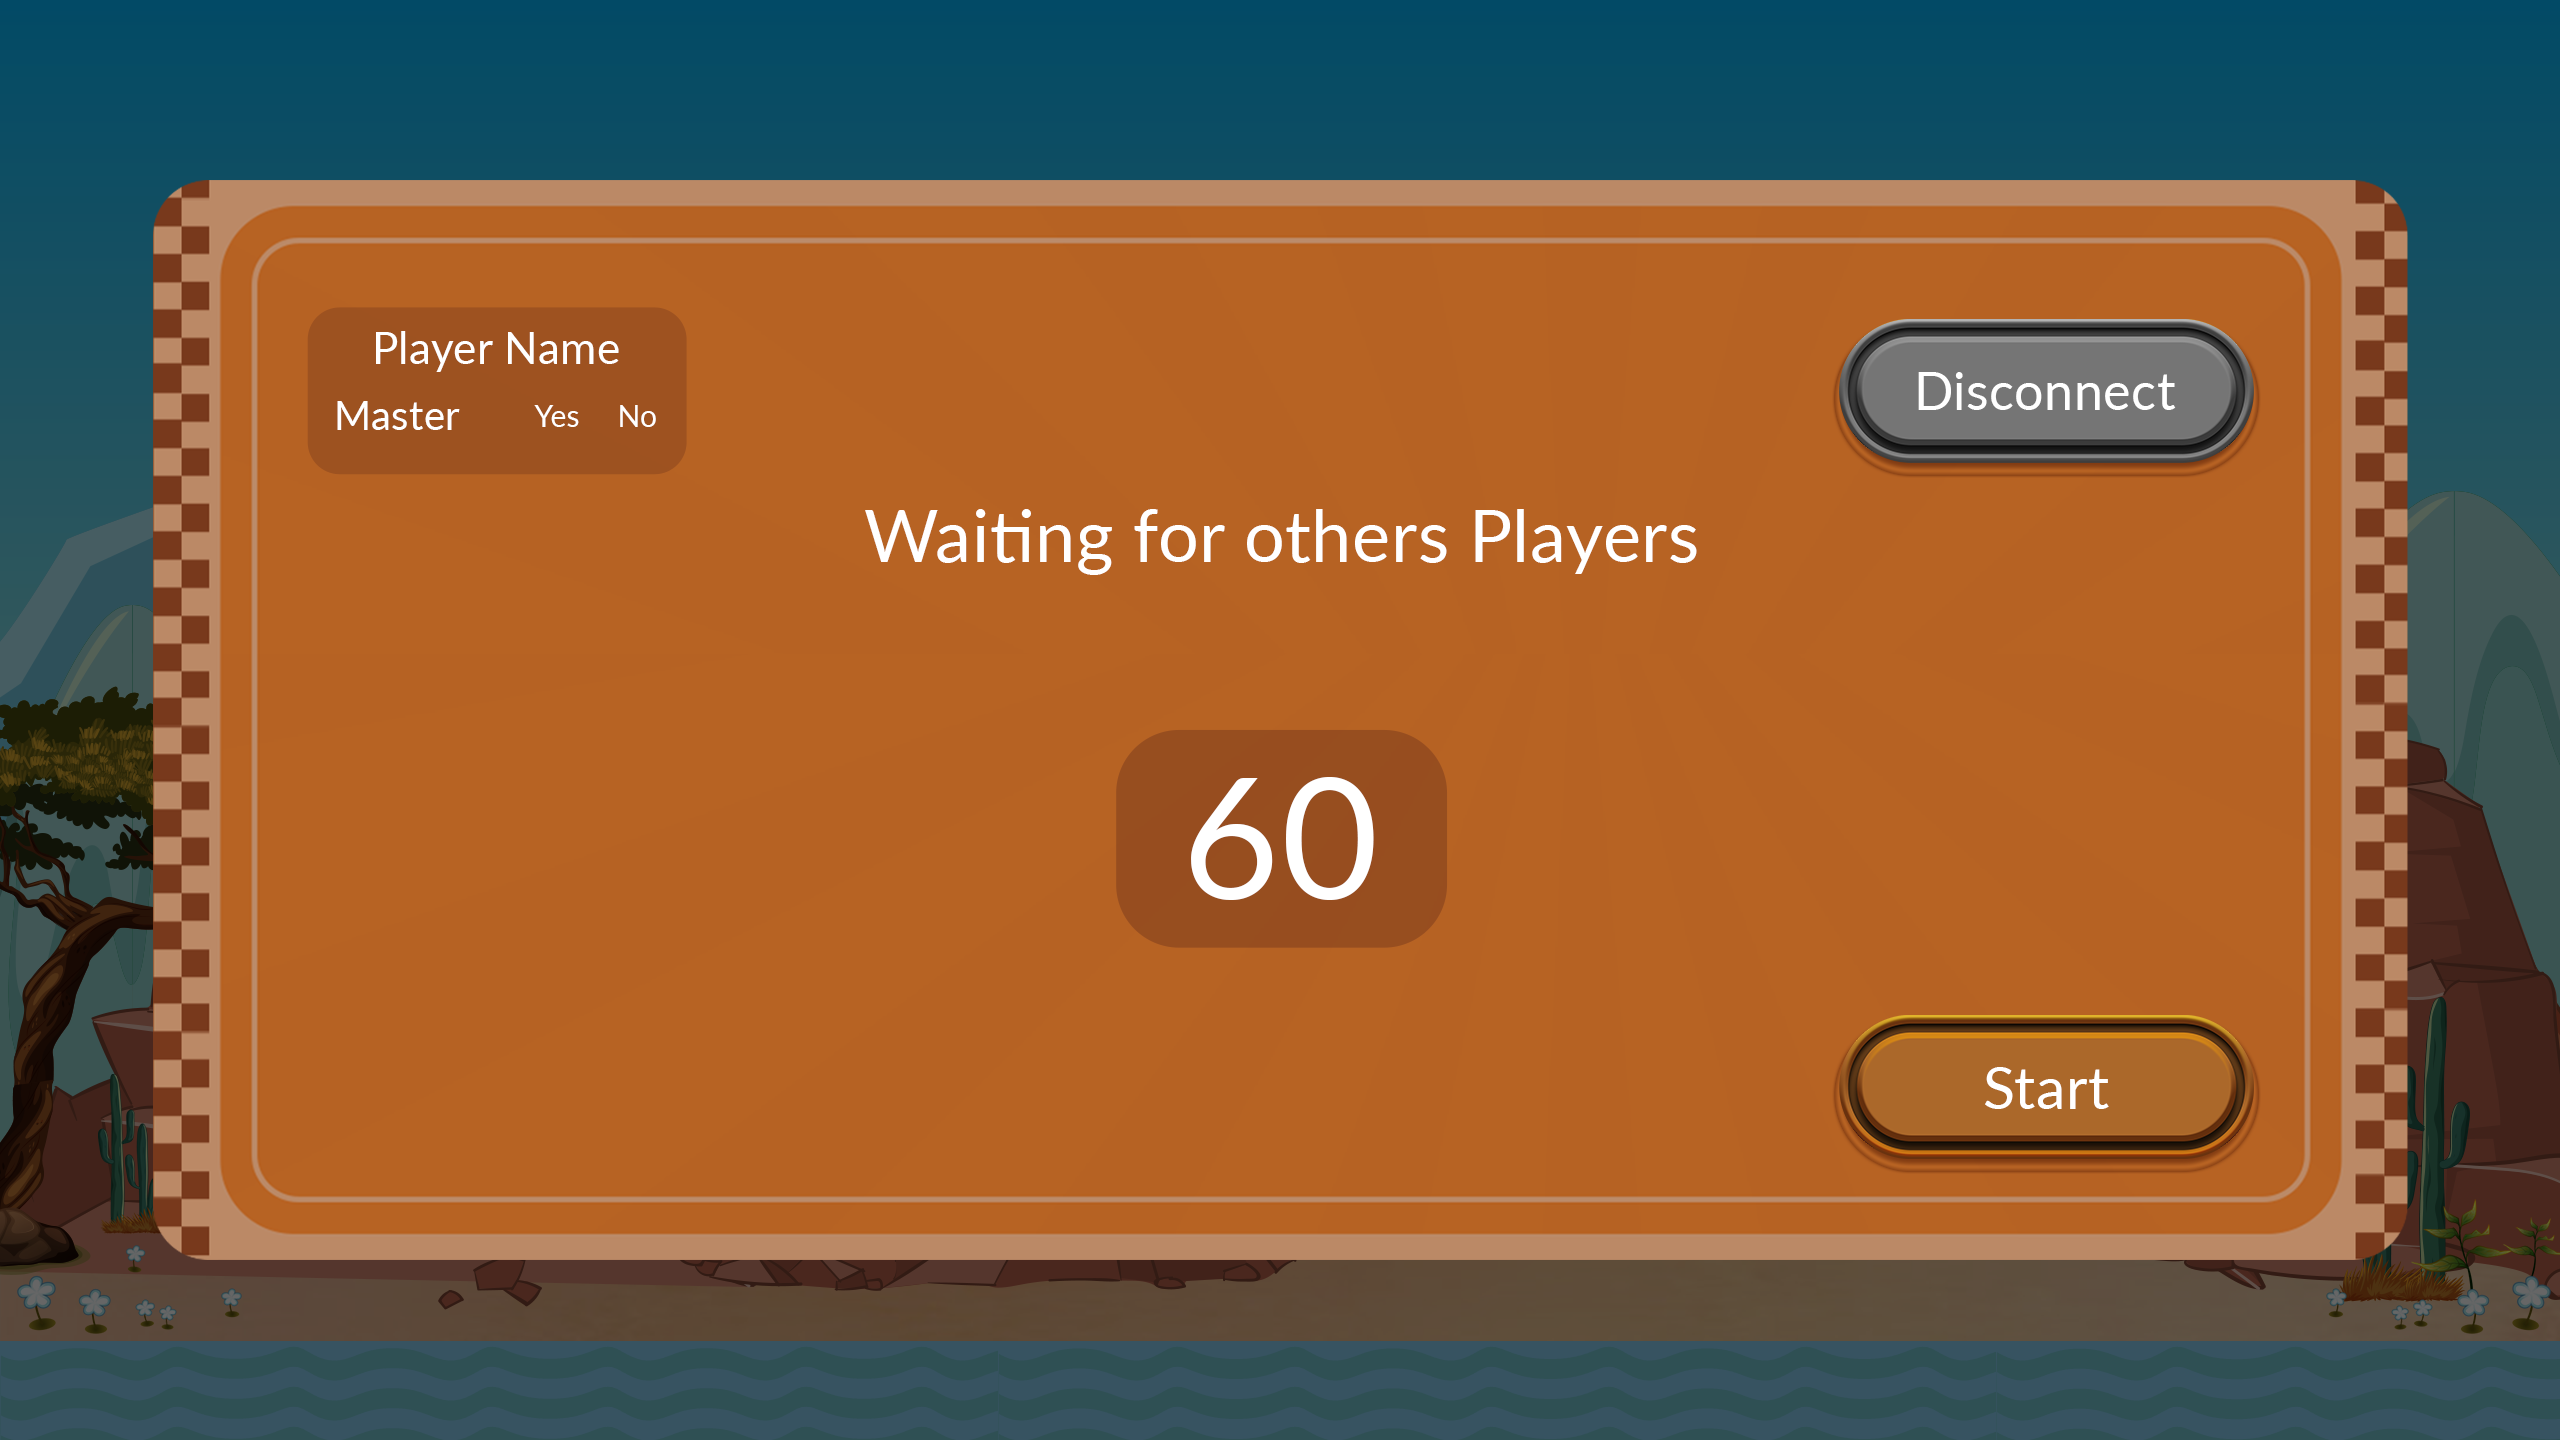 Player Name
Master Yes No
Disconnect
Waiting for others Players
60
Start